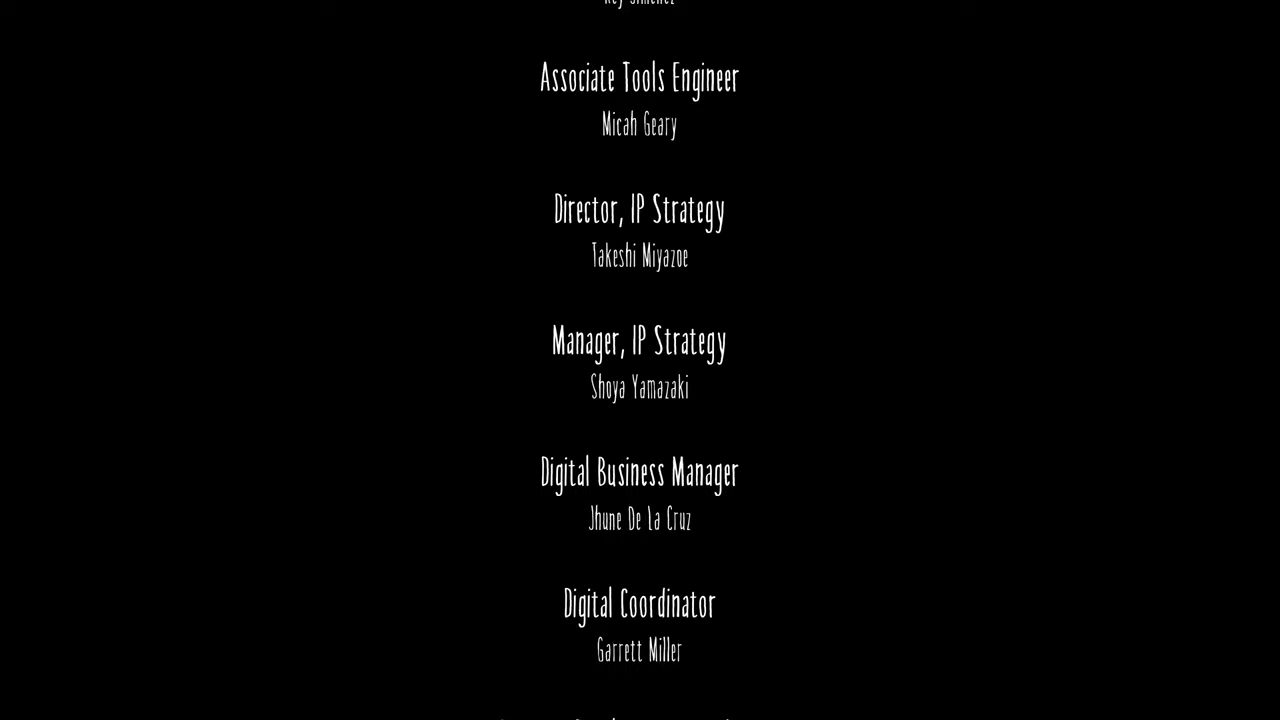 Associate Tools Engineer
Micah Geary
Director, IP Strategy
Takeshi Miyazoe
Manager, IP Strategy
Shoya Yamazaki
Digital Business Manager
Jhune De La Cruz
Digital Coordinator
Garrett Miller